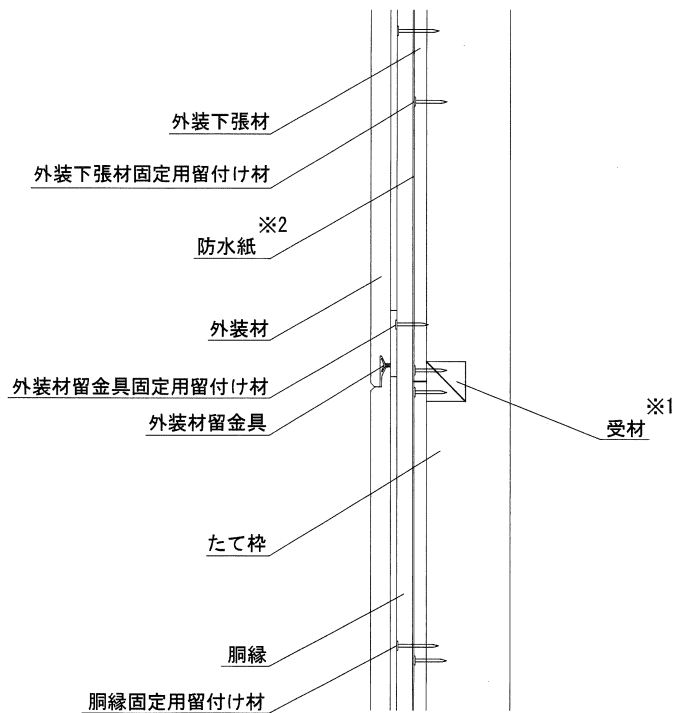 外装下張材
外装下張材固定用留付け材
※2
防水紙
外装材
外装材留金具固定用留付け材
外装材留金具
※1
受材
たて枠
胴縁
胴縁固定用留付け材